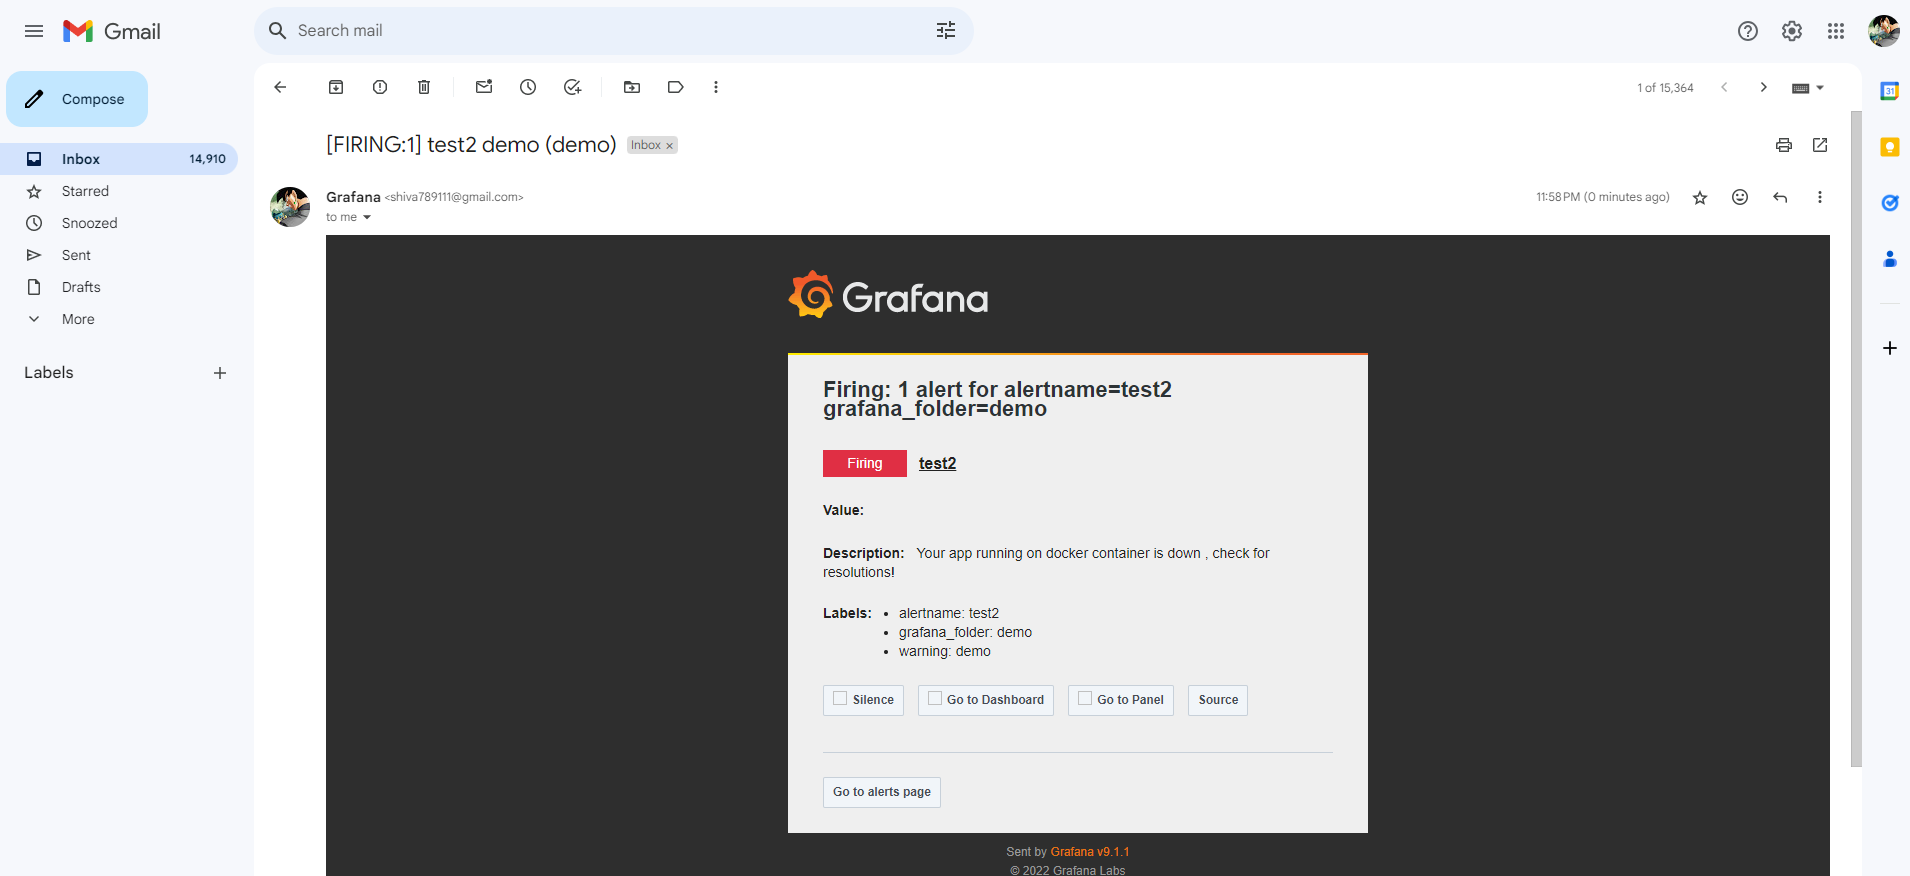 Gmail
Search mail
Compose
1 of 15,364
Inbox 14,910
Starred
Snoozed
Sent
Drafts
More
Labels
[FIRING:1] test2 demo (demo) Inbox ×
Grafana <shiva789111@gmail.com> 11:58 PM (0 minutes ago)
to me
Grafana
Firing: 1 alert for alertname=test2
grafana_folder=demo
Firing test2
Value:
Description: Your app running on docker container is down , check for
resolutions!
Labels: • alertname: test2
• grafana_folder: demo
• warning: demo
Silence Go to Dashboard Go to Panel Source
Go to alerts page
Sent by Grafana v9.1.1
© 2022 Grafana Labs
31